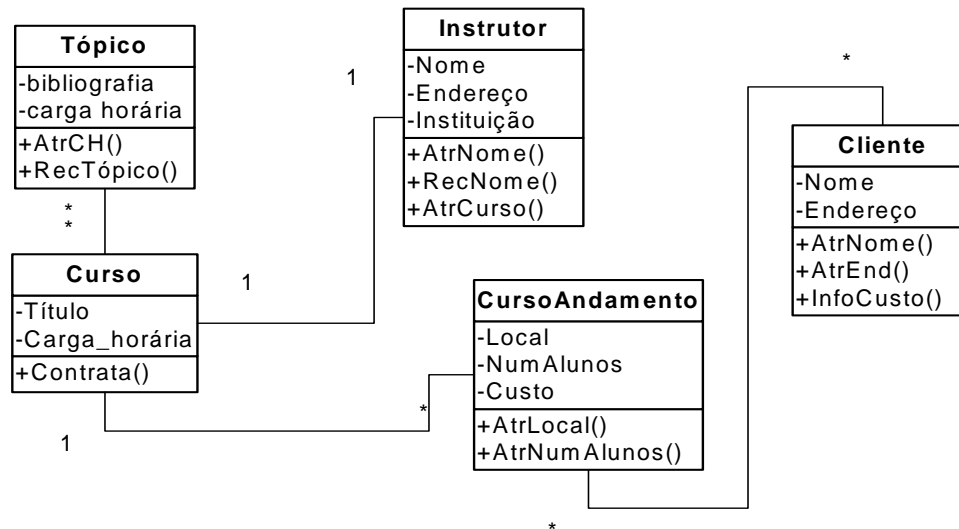 Tópico
-bibliografia
-carga horária
+AtrCH()
+RecTópico()
*
*
Curso
-Título
-Carga_horária
+Contrata()
1
1
Instrutor
-Nome
-Endereço
-Instituição
+AtrNome()
+RecNome()
+AtrCurso()
1
*
CursoAndamento
-Local
-NumAlunos
-Custo
+AtrLocal()
+AtrNumAlunos()
*
*
Cliente
-Nome
-Endereço
+AtrNome()
+AtrEnd()
+InfoCusto()